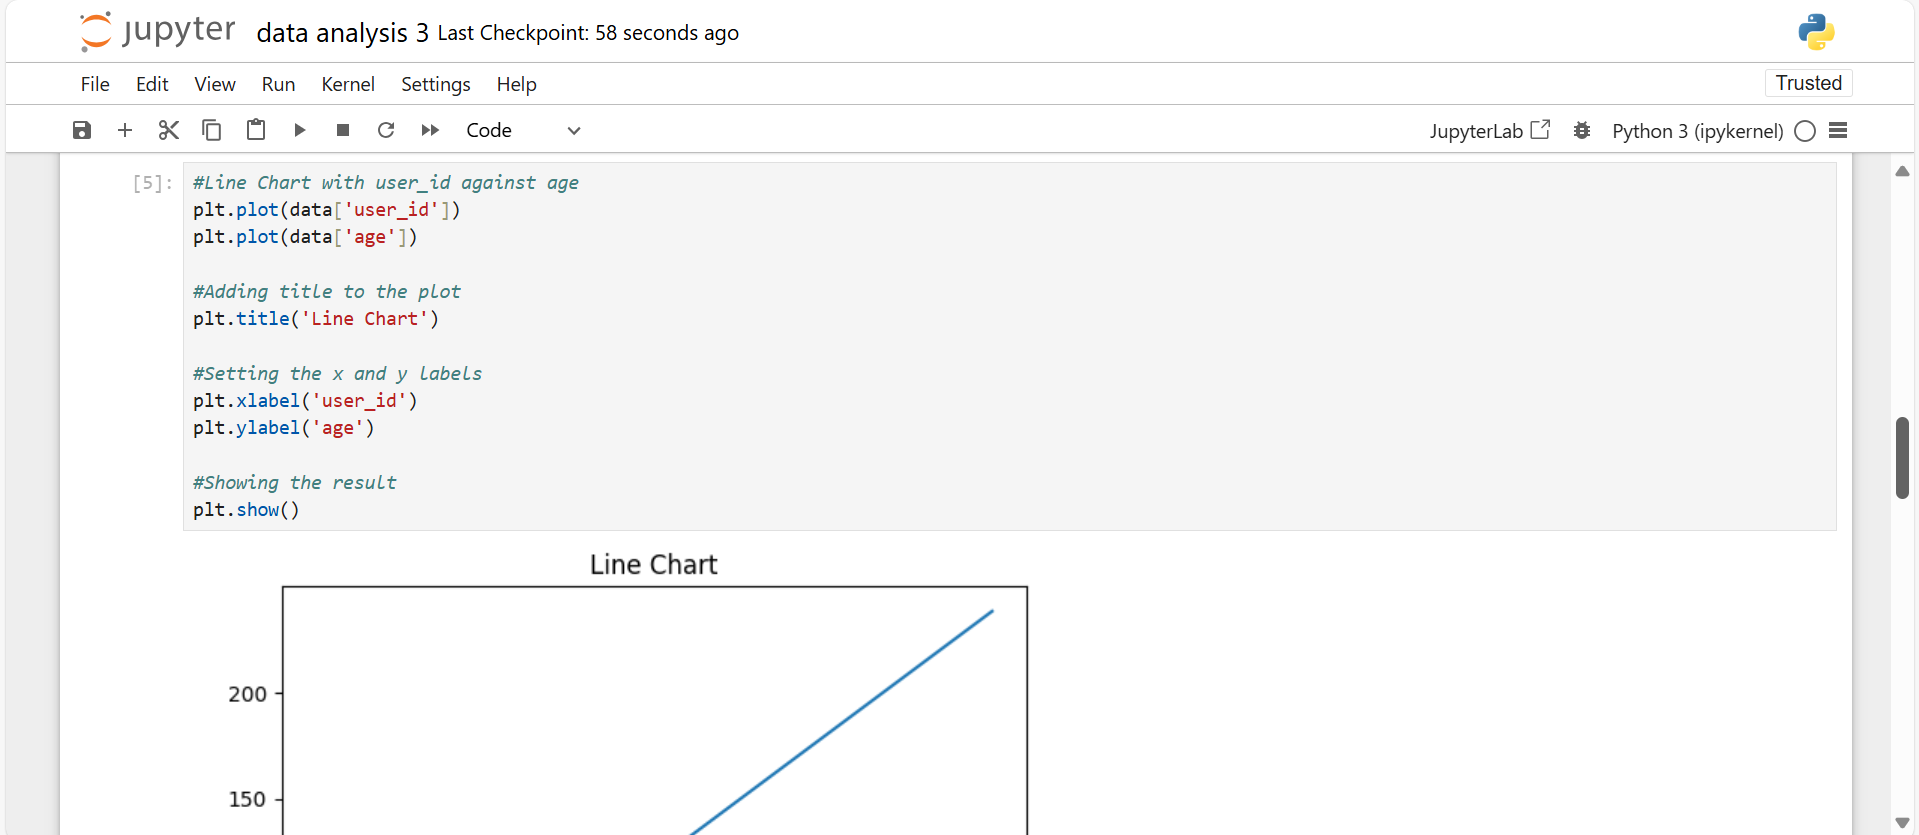 jupyter data analysis 3 Last Checkpoint: 58 seconds ago
File Edit View Run Kernel Settings Help Trusted
Code JupyterLab Python 3 (ipykernel)
[5]: #Line Chart with user_id against age
plt.plot(data['user_id'])
plt.plot(data['age'])
#Adding title to the plot
plt.title('Line Chart')
#Setting the x and y labels
plt.xlabel('user_id')
plt.ylabel('age')
#Showing the result
plt.show()
Line Chart
200
150